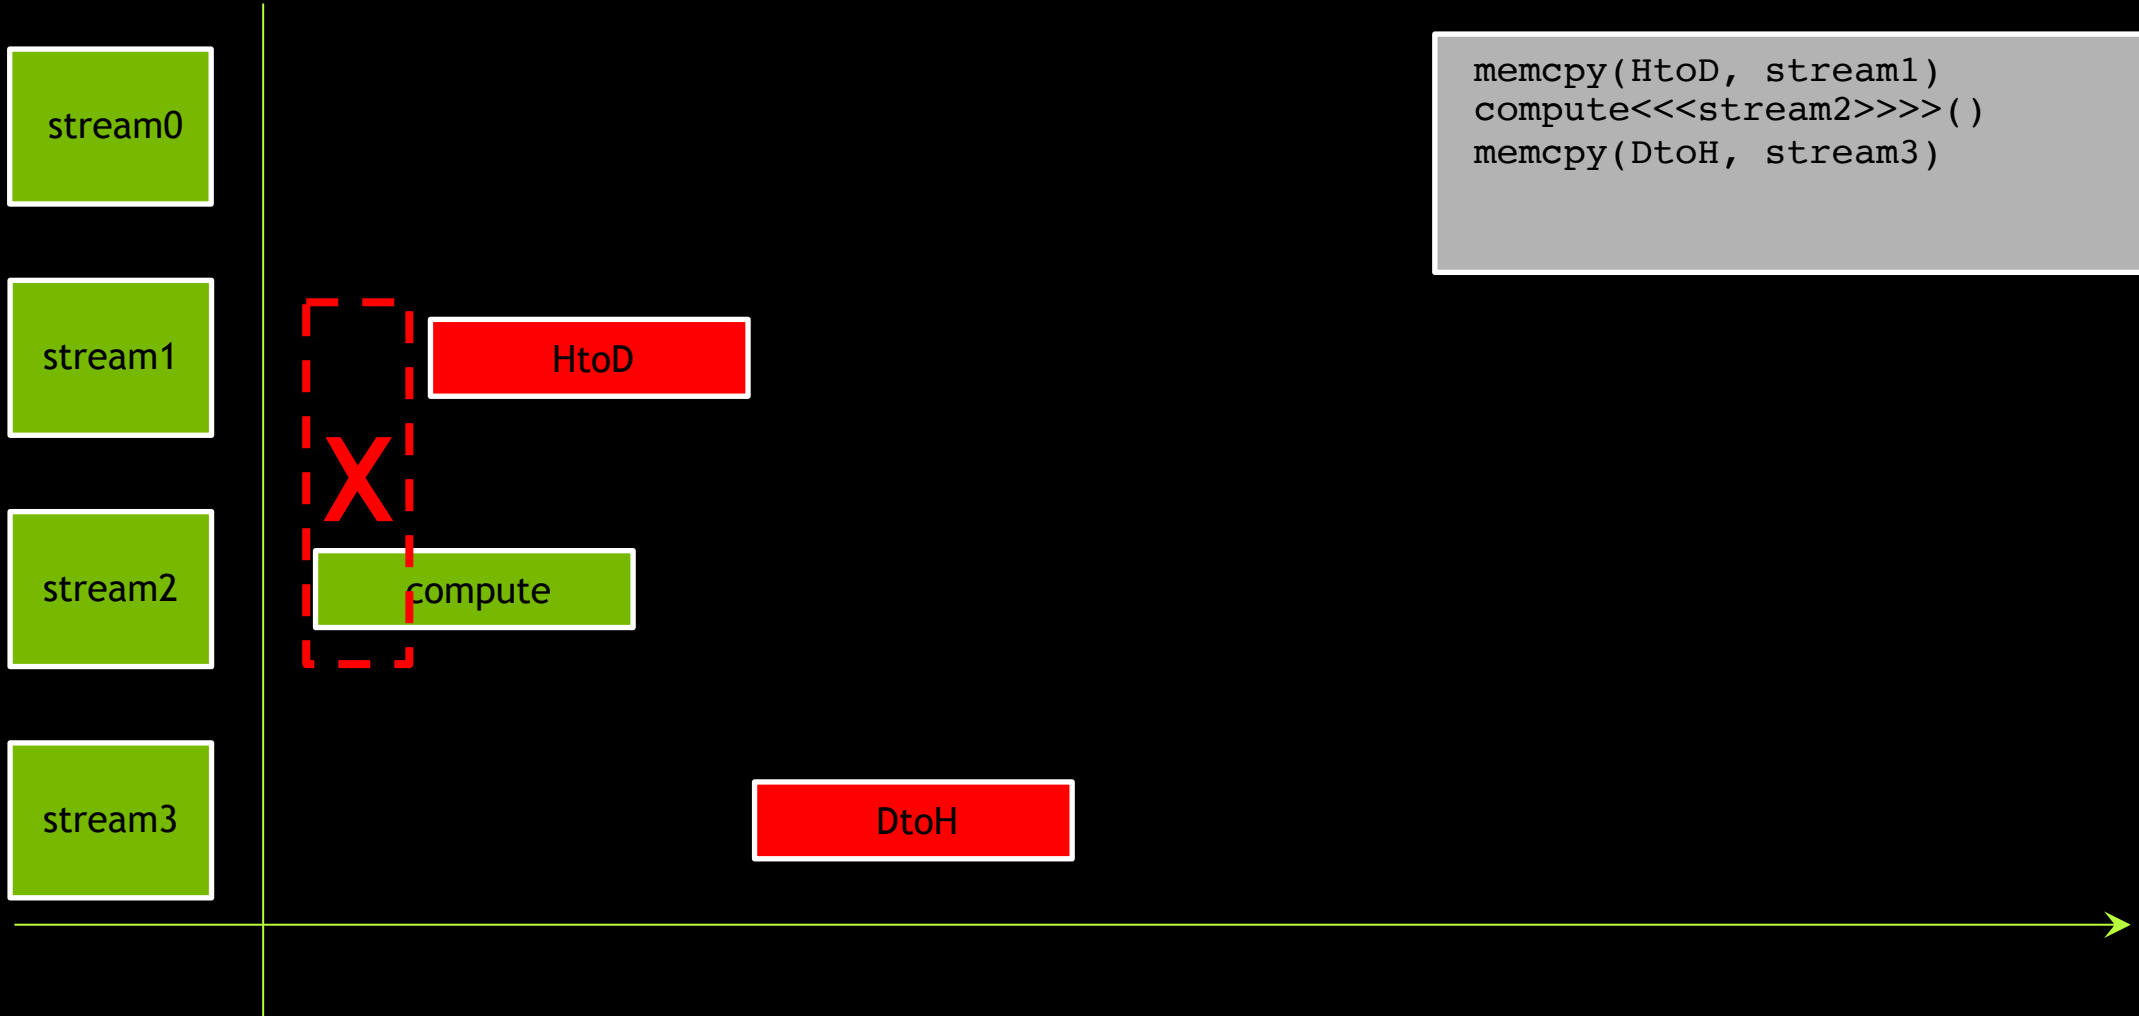 stream0
memcpy(HtoD, stream1)
compute<<<stream2>>>>()
memcpy(DtoH, stream3)
stream1
HtoD
X
stream2
compute
stream3
DtoH